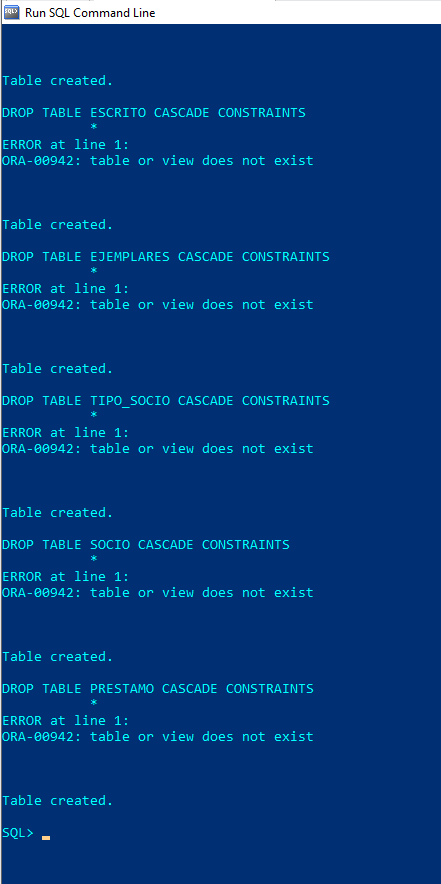 SQL> Run SQL Command Line
Table created.
DROP TABLE ESCRITO CASCADE CONSTRAINTS
*
ERROR at line 1:
ORA-00942: table or view does not exist
Table created.
DROP TABLE EJEMPLARES CASCADE CONSTRAINTS
*
ERROR at line 1:
ORA-00942: table or view does not exist
Table created.
DROP TABLE TIPO_SOCIO CASCADE CONSTRAINTS
*
ERROR at line 1:
ORA-00942: table or view does not exist
Table created.
DROP TABLE SOCIO CASCADE CONSTRAINTS
*
ERROR at line 1:
ORA-00942: table or view does not exist
Table created.
DROP TABLE PRESTAMO CASCADE CONSTRAINTS
*
ERROR at line 1:
ORA-00942: table or view does not exist
Table created.
SQL>